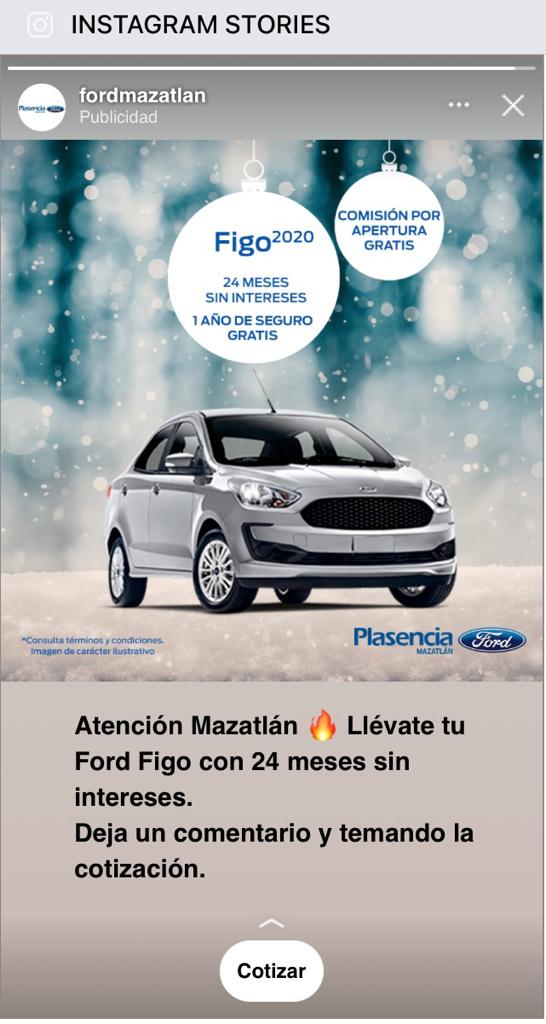 INSTAGRAM STORIES
Plasencia Ford
fordmazatlan
Publicidad
Figo2020
24 MESES
SIN INTERESES
1 AÑO DE SEGURO
GRATIS
COMISIÓN POR
APERTURA
GRATIS
*Consulta términos y condiciones.
Imagen de carácter ilustrativo
Plasencia Ford
MAZATLÁN
Atención Mazatlán 🔥 Llévate tu
Ford Figo con 24 meses sin
intereses.
Deja un comentario y temando la
cotización.
Cotizar